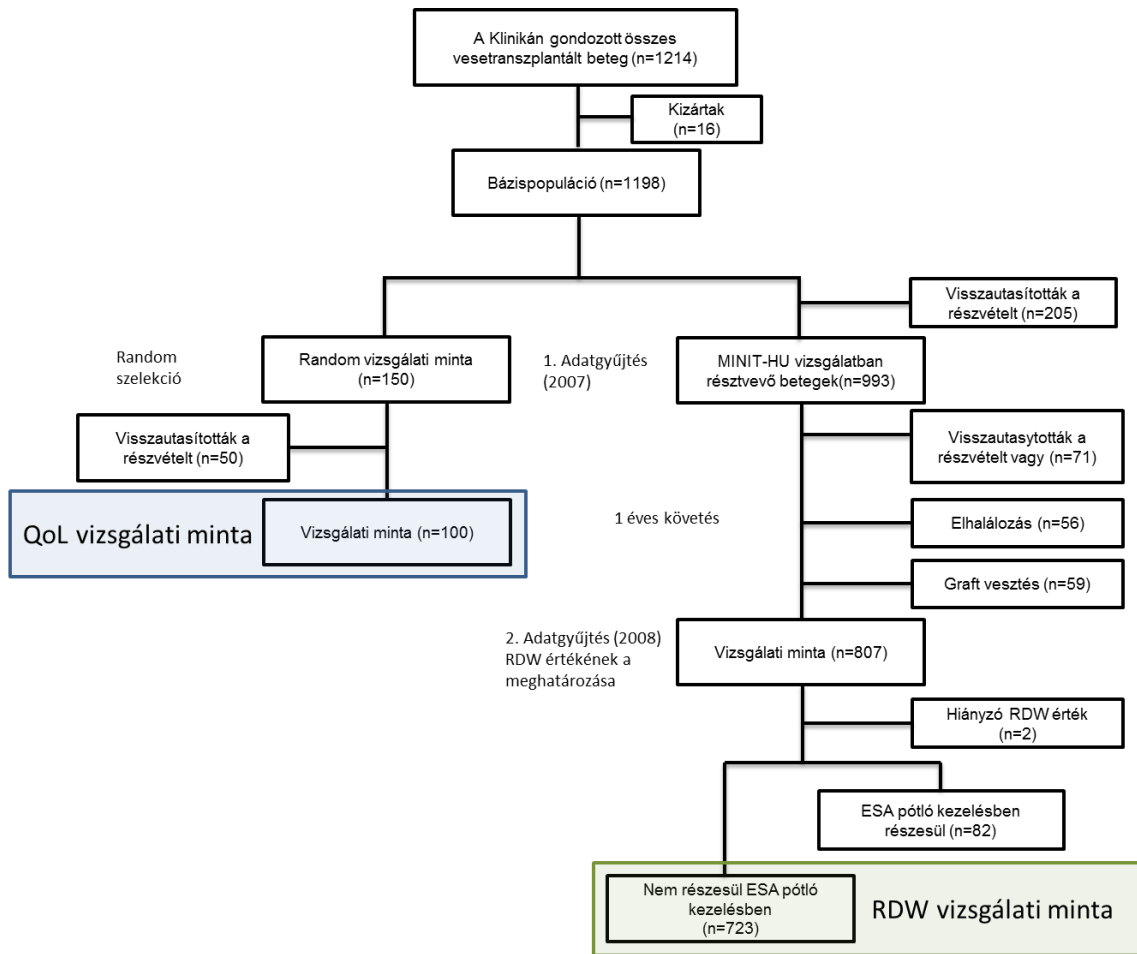 A Klinikán gondozott összes
vesetranszplantált beteg (n=1214)
Kizártak
(n=16)
Bázispopuláció (n=1198)
Visszautasították a
részvételt (n=205)
Random
szelekció
Random vizsgálati minta
(n=150)
1. Adatgyűjtés
(2007)
MINIT-HU vizsgálatban
résztvevő betegek(n=993)
Visszautasították a
részvételt (n=50)
Visszautasytották a
részvételt vagy (n=71)
QoL vizsgálati minta
Vizsgálati minta (n=100)
1 éves követés
Elhalálozás (n=56)
Graft vesztés (n=59)
2. Adatgyűjtés (2008)
RDW értékének a
meghatározása
Vizsgálati minta (n=807)
Hiányzó RDW érték
(n=2)
ESA pótló kezelésben
részesül (n=82)
Nem részesül ESA pótló
kezelésben
(n=723)
RDW vizsgálati minta